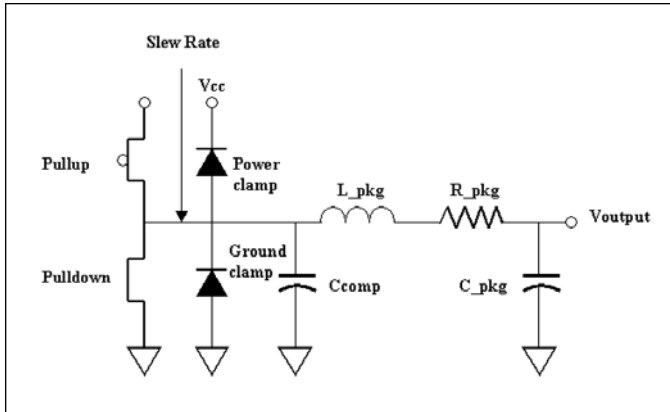 Slew Rate
Vcc
Pullup
Power
clamp
L_pkg
R_pkg
Voutput
Pulldown
Ground
clamp
Ccomp
C_pkg